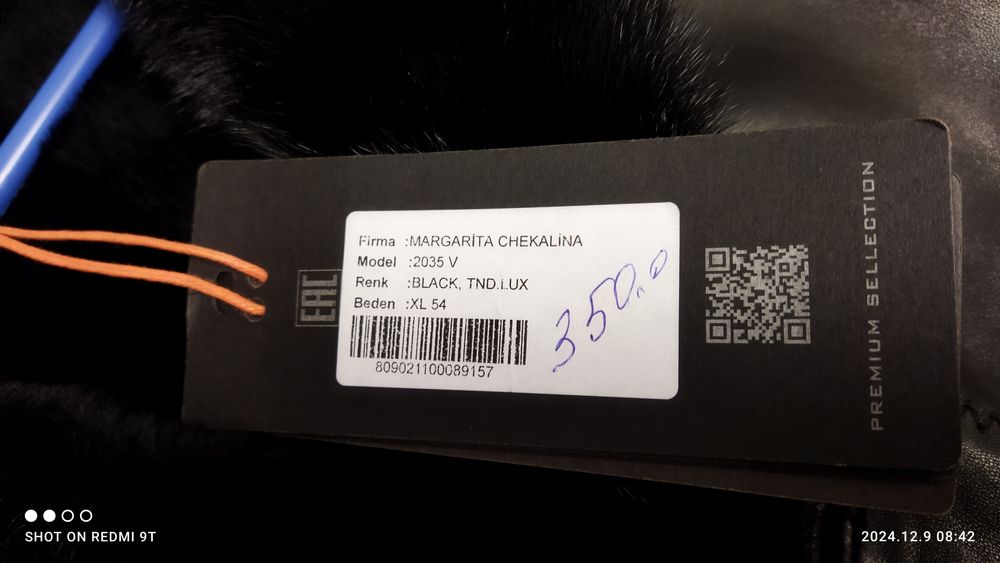 Firma :MARGARİTA CHEKALİNA
Model :2035 V
Renk :BLACK, TND.LUX
Beden :XL 54
809021100089157
350.0
EAC
PREMIUM SELLECTION
SHOT ON REDMI 9T
2024.12.9 08:42